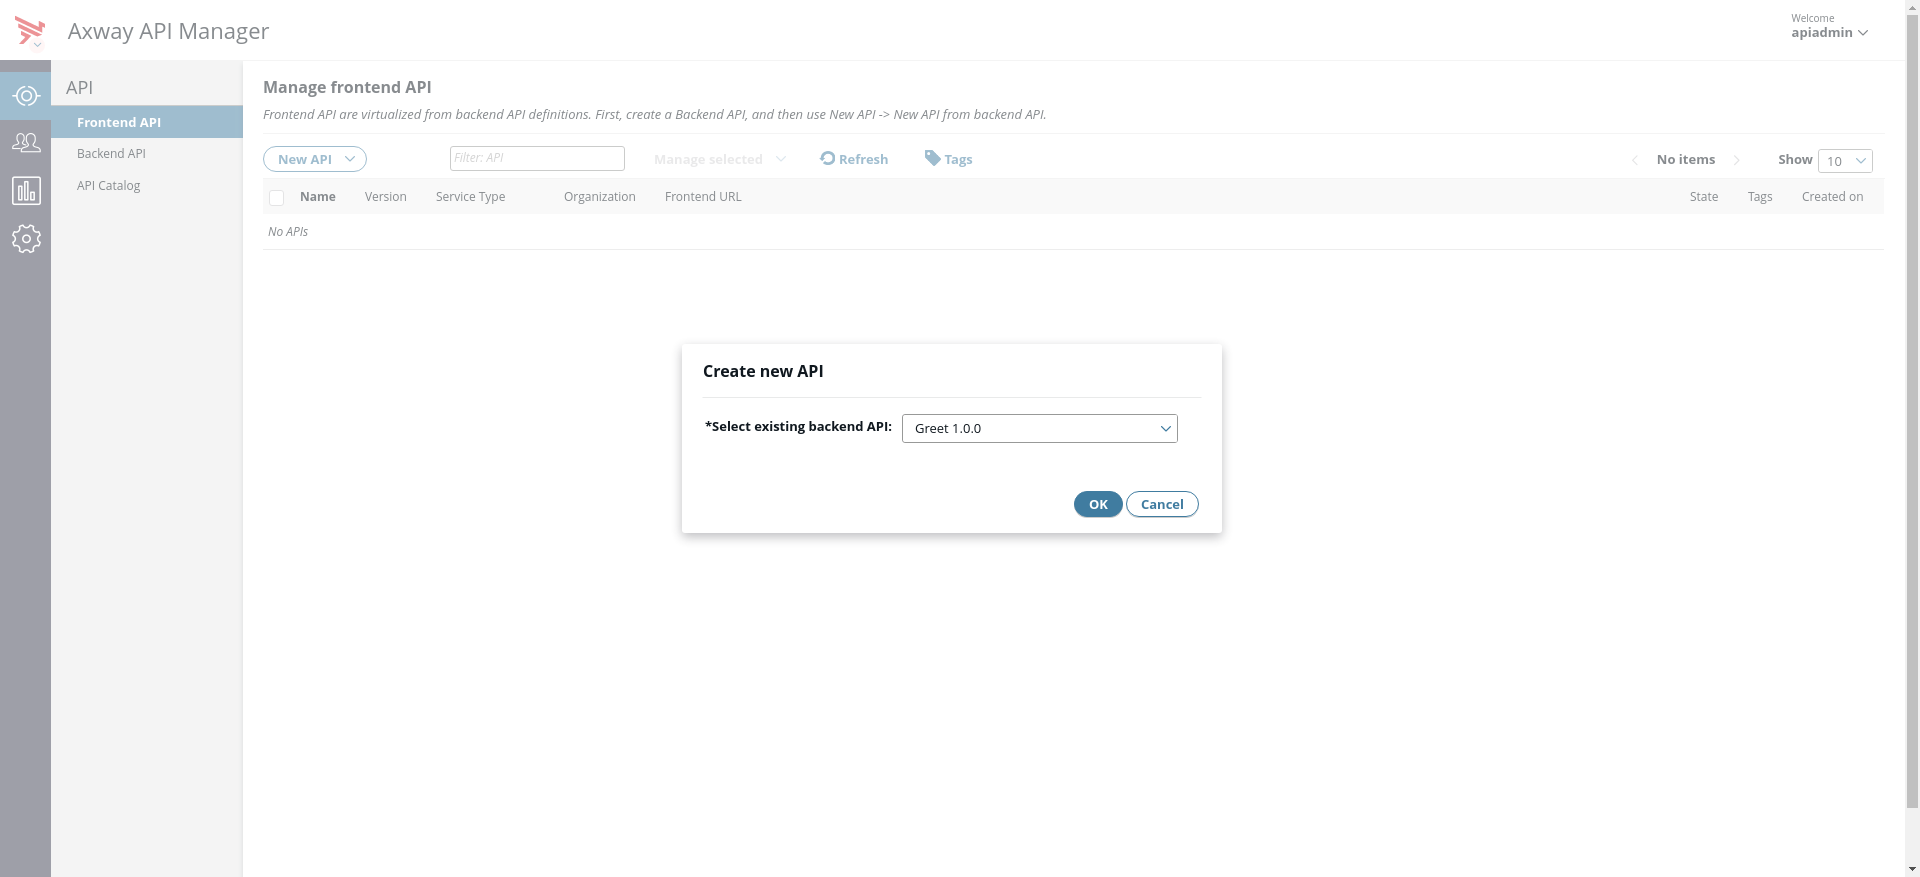 Axway API Manager
Welcome
apiadmin
API
Frontend API
Backend API
API Catalog
Manage frontend API
Frontend API are virtualized from backend API definitions. First, create a Backend API, and then use New API -> New API from backend API.
New API Filter: API Manage selected Refresh Tags No items Show 10
Name Version Service Type Organization Frontend URL State Tags Created on
No APIs
Create new API
*Select existing backend API: Greet 1.0.0
OK Cancel